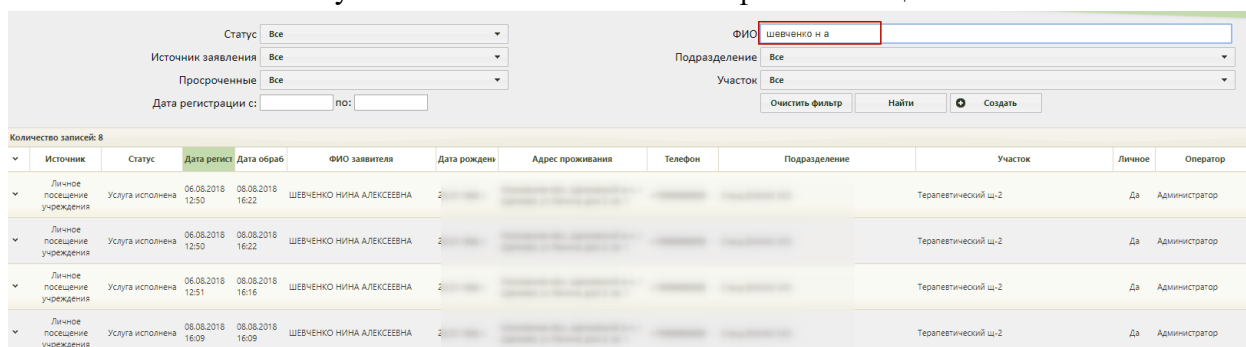 Статус Все
ФИО шевченко н а
Источник заявления Все
Подразделение Все
Просроченные Все
Участок Все
Дата регистрации с: по:
Очистить фильтр Найти Создать
Количество записей: 8
Источник Статус Дата регист Дата обраб ФИО заявителя Дата рождени Адрес проживания Телефон Подразделение Участок Личное Оператор
Личное посещение учреждения Услуга исполнена 06.08.2018 12:50 08.08.2018 16:22 ШЕВЧЕНКО НИНА АЛЕКСЕЕВНА Терапевтический щ-2 Да Администратор
Личное посещение учреждения Услуга исполнена 06.08.2018 12:50 08.08.2018 16:22 ШЕВЧЕНКО НИНА АЛЕКСЕЕВНА Терапевтический щ-2 Да Администратор
Личное посещение учреждения Услуга исполнена 06.08.2018 12:51 08.08.2018 16:16 ШЕВЧЕНКО НИНА АЛЕКСЕЕВНА Терапевтический щ-2 Да Администратор
Личное посещение учреждения Услуга исполнена 08.08.2018 16:09 08.08.2018 16:09 ШЕВЧЕНКО НИНА АЛЕКСЕЕВНА Терапевтический щ-2 Да Администратор